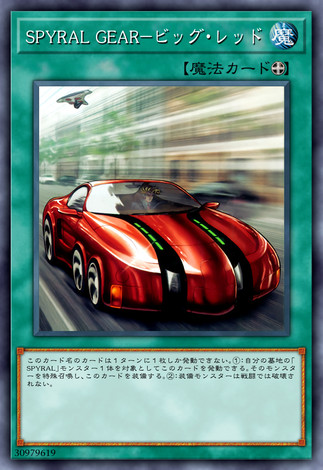 SPYRAL GEAR－ビッグ・レッド 魔
【魔法カード】
このカード名のカードは１ターンに１枚しか発動できない。①：自分の墓地の「
SPYRAL」モンスター１体を対象としてこのカードを発動できる。そのモンスタ
ーを特殊召喚し、このカードを装備する。②：装備モンスターは戦闘では破壊さ
れない。
30979619